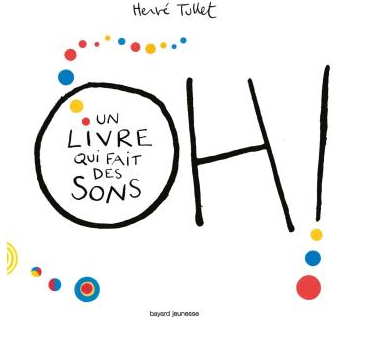 Hervé Tullet
OH!
UN
LIVRE
QUI FAIT
DES
SONS
bayard jeunesse